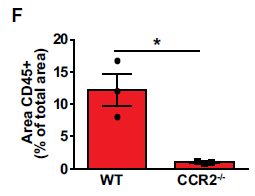 F
*
Area CD45+
(% of total area)
20
15
10
5
0
WT CCR2-/-